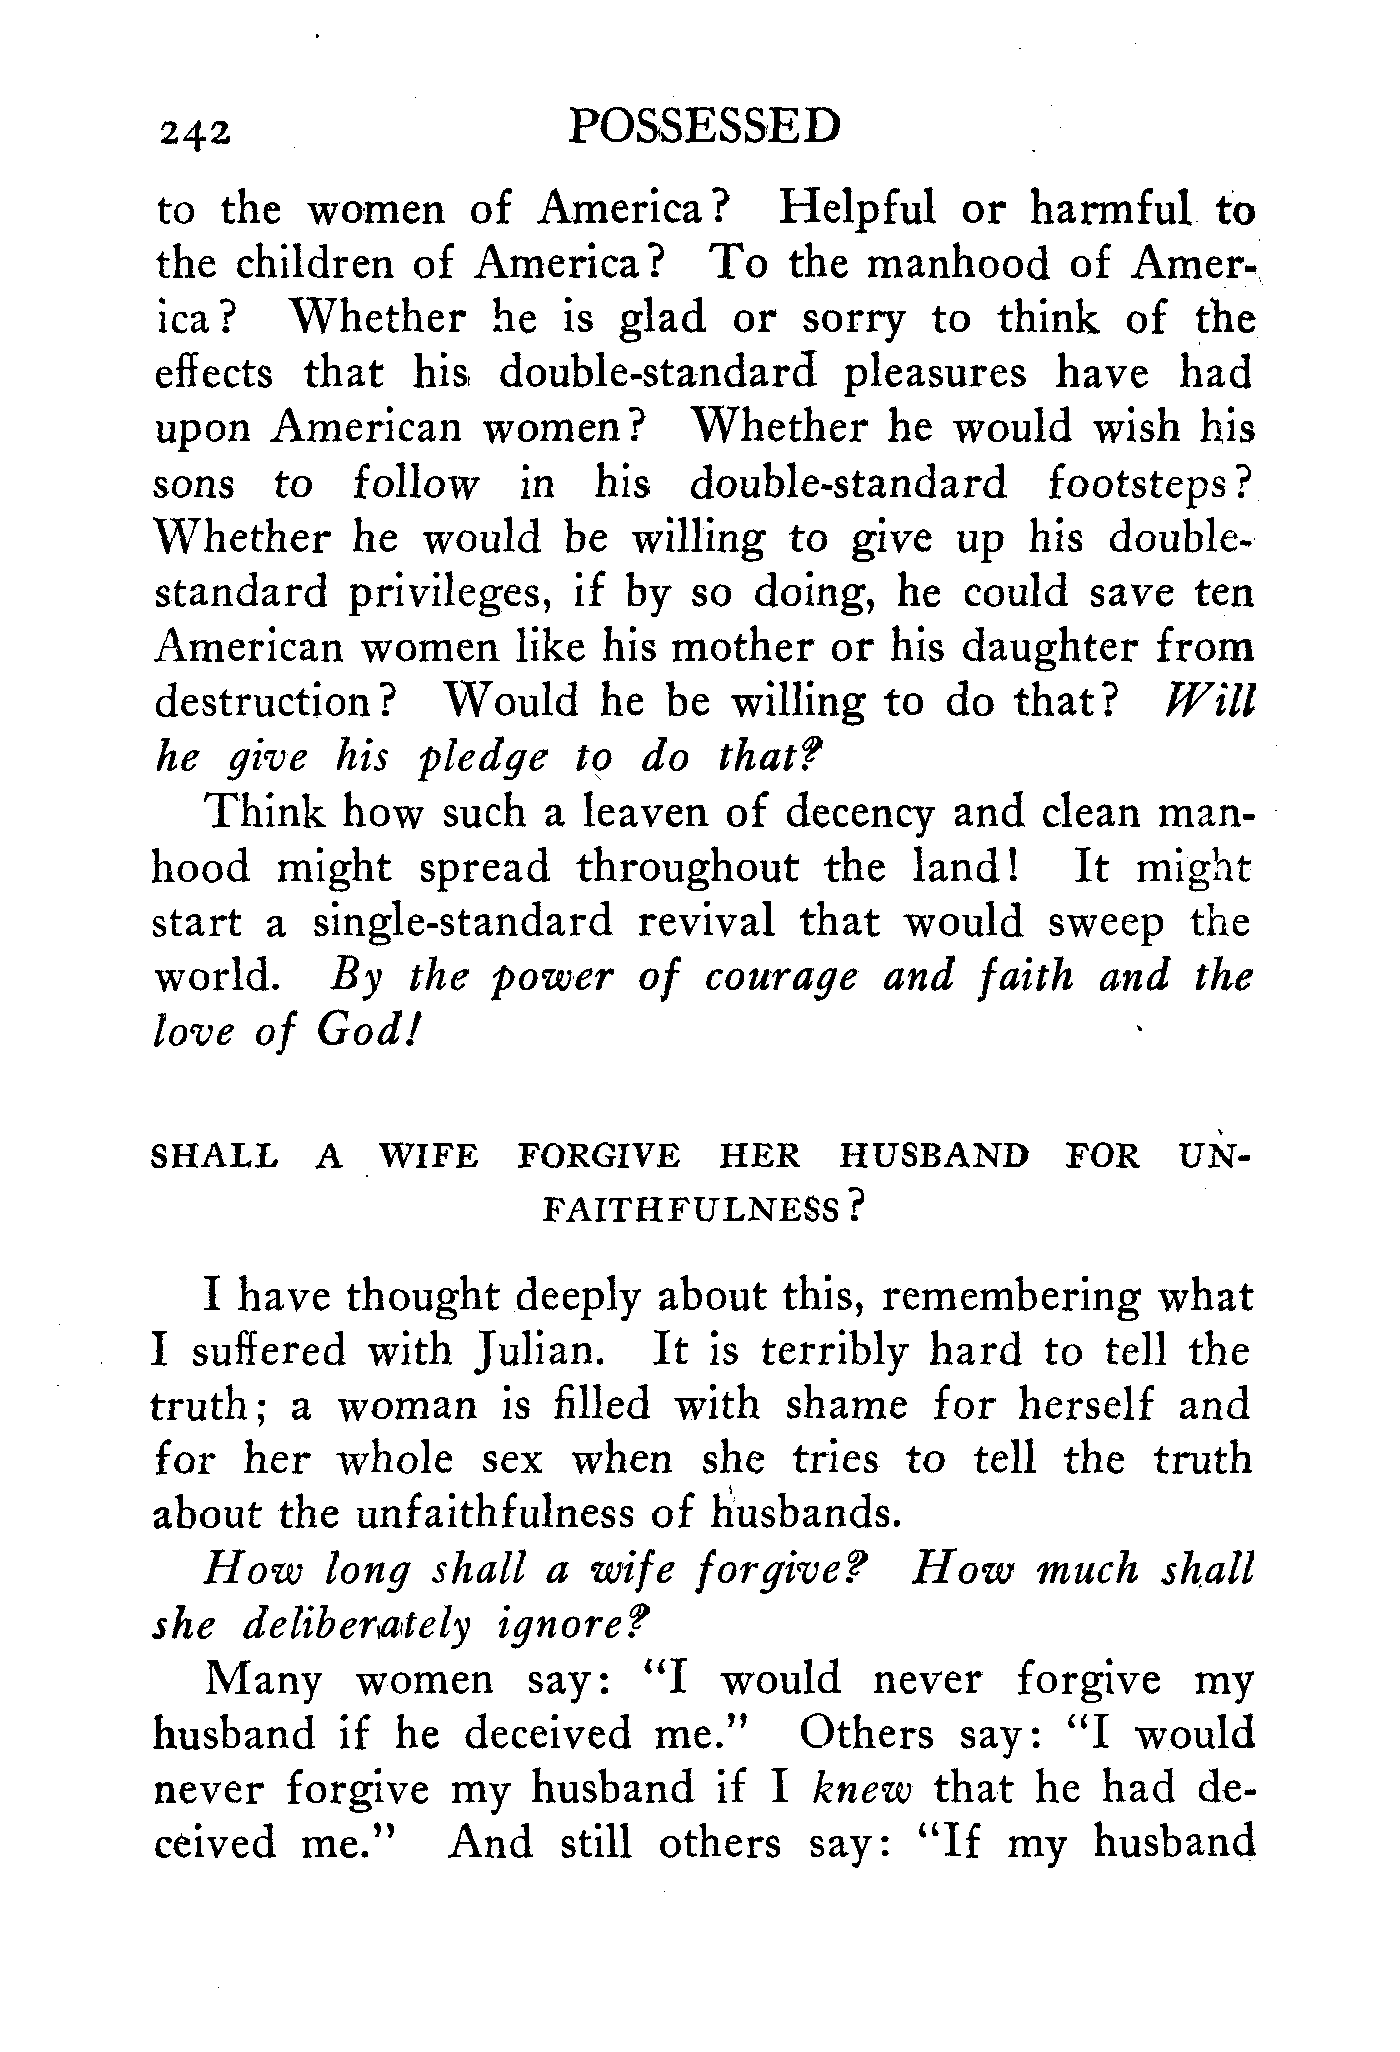 242 POSSESSED
to the women of America? Helpful or harmful to
the children of America? To the manhood of Amer-
ica? Whether he is glad or sorry to think of the
effects that his double-standard pleasures have had
upon American women? Whether he would wish his
sons to follow in his double-standard footsteps?
Whether he would be willing to give up his double-
standard privileges, if by so doing, he could save ten
American women like his mother or his daughter from
destruction? Would he be willing to do that? Will
he give his pledge to do that?
Think how such a leaven of decency and clean man-
hood might spread throughout the land! It might
start a single-standard revival that would sweep the
world. By the power of courage and faith and the
love of God!
SHALL A WIFE FORGIVE HER HUSBAND FOR UN-
FAITHFULNESS?
I have thought deeply about this, remembering what
I suffered with Julian. It is terribly hard to tell the
truth; a woman is filled with shame for herself and
for her whole sex when she tries to tell the truth
about the unfaithfulness of husbands.
How long shall a wife forgive? How much shall
she deliberately ignore?
Many women say: "I would never forgive my
husband if he deceived me." Others say: "I would
never forgive my husband if I knew that he had de-
ceived me." And still others say: "If my husband